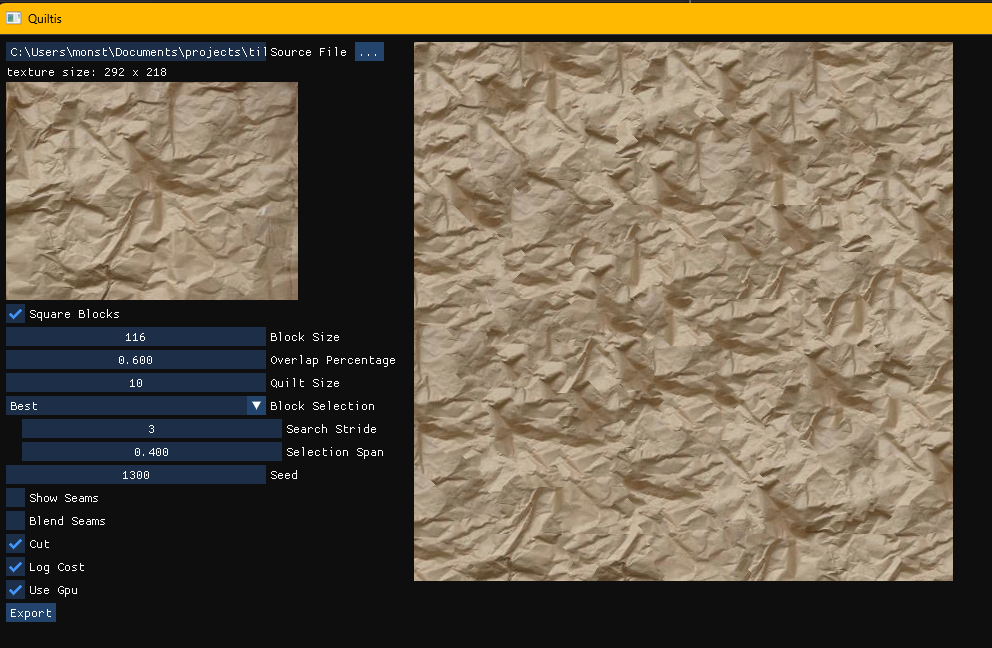 Quiltis
C:\Users\monst\Documents\projects\til Source File ...
texture size: 292 x 218
Square Blocks
116 Block Size
0.600 Overlap Percentage
10 Quilt Size
Best Block Selection
3 Search Stride
0.400 Selection Span
1300 Seed
Show Seams
Blend Seams
Cut
Log Cost
Use Gpu
Export